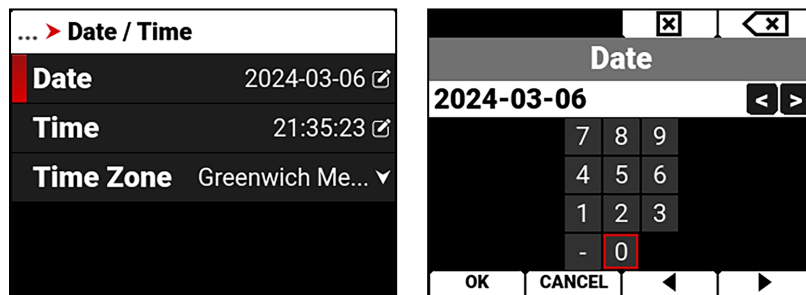 ... > Date / Time
Date 2024-03-06
Time 21:35:23
Time Zone Greenwich Me...
Date
2024-03-06
< >
7 8 9
4 5 6
1 2 3
- 0
OK CANCEL